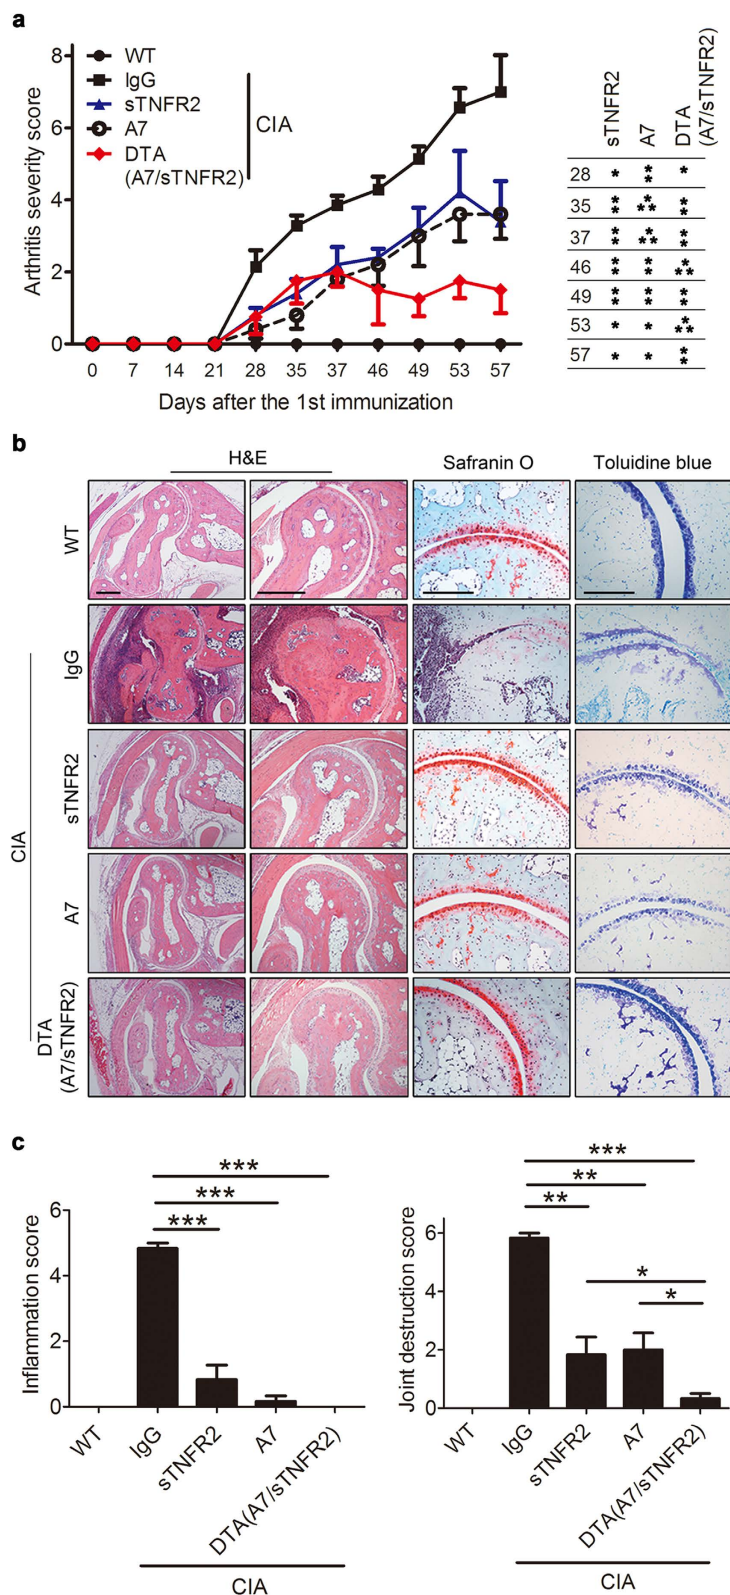 a
Arthritis severity score
8
6
4
2
0
WT
IgG
sTNFR2
A7
DTA
(A7/sTNFR2)
CIA
0 7 14 21 28 35 37 46 49 53 57
Days after the 1st immunization
sTNFR2 A7 DTA (A7/sTNFR2)
28 * ** *
35 ** *** **
37 ** *** **
46 ** ** ***
49 ** ** **
53 * * ***
57 * * **
b
H&E Safranin O Toluidine blue
WT
IgG
sTNFR2
A7
DTA
(A7/sTNFR2)
CIA
c
Inflammation score
6
4
2
0
***
***
***
WT IgG sTNFR2 A7 DTA(A7/sTNFR2)
CIA
Joint destruction score
6
4
2
0
***
**
**
*
*
WT IgG sTNFR2 A7 DTA(A7/sTNFR2)
CIA